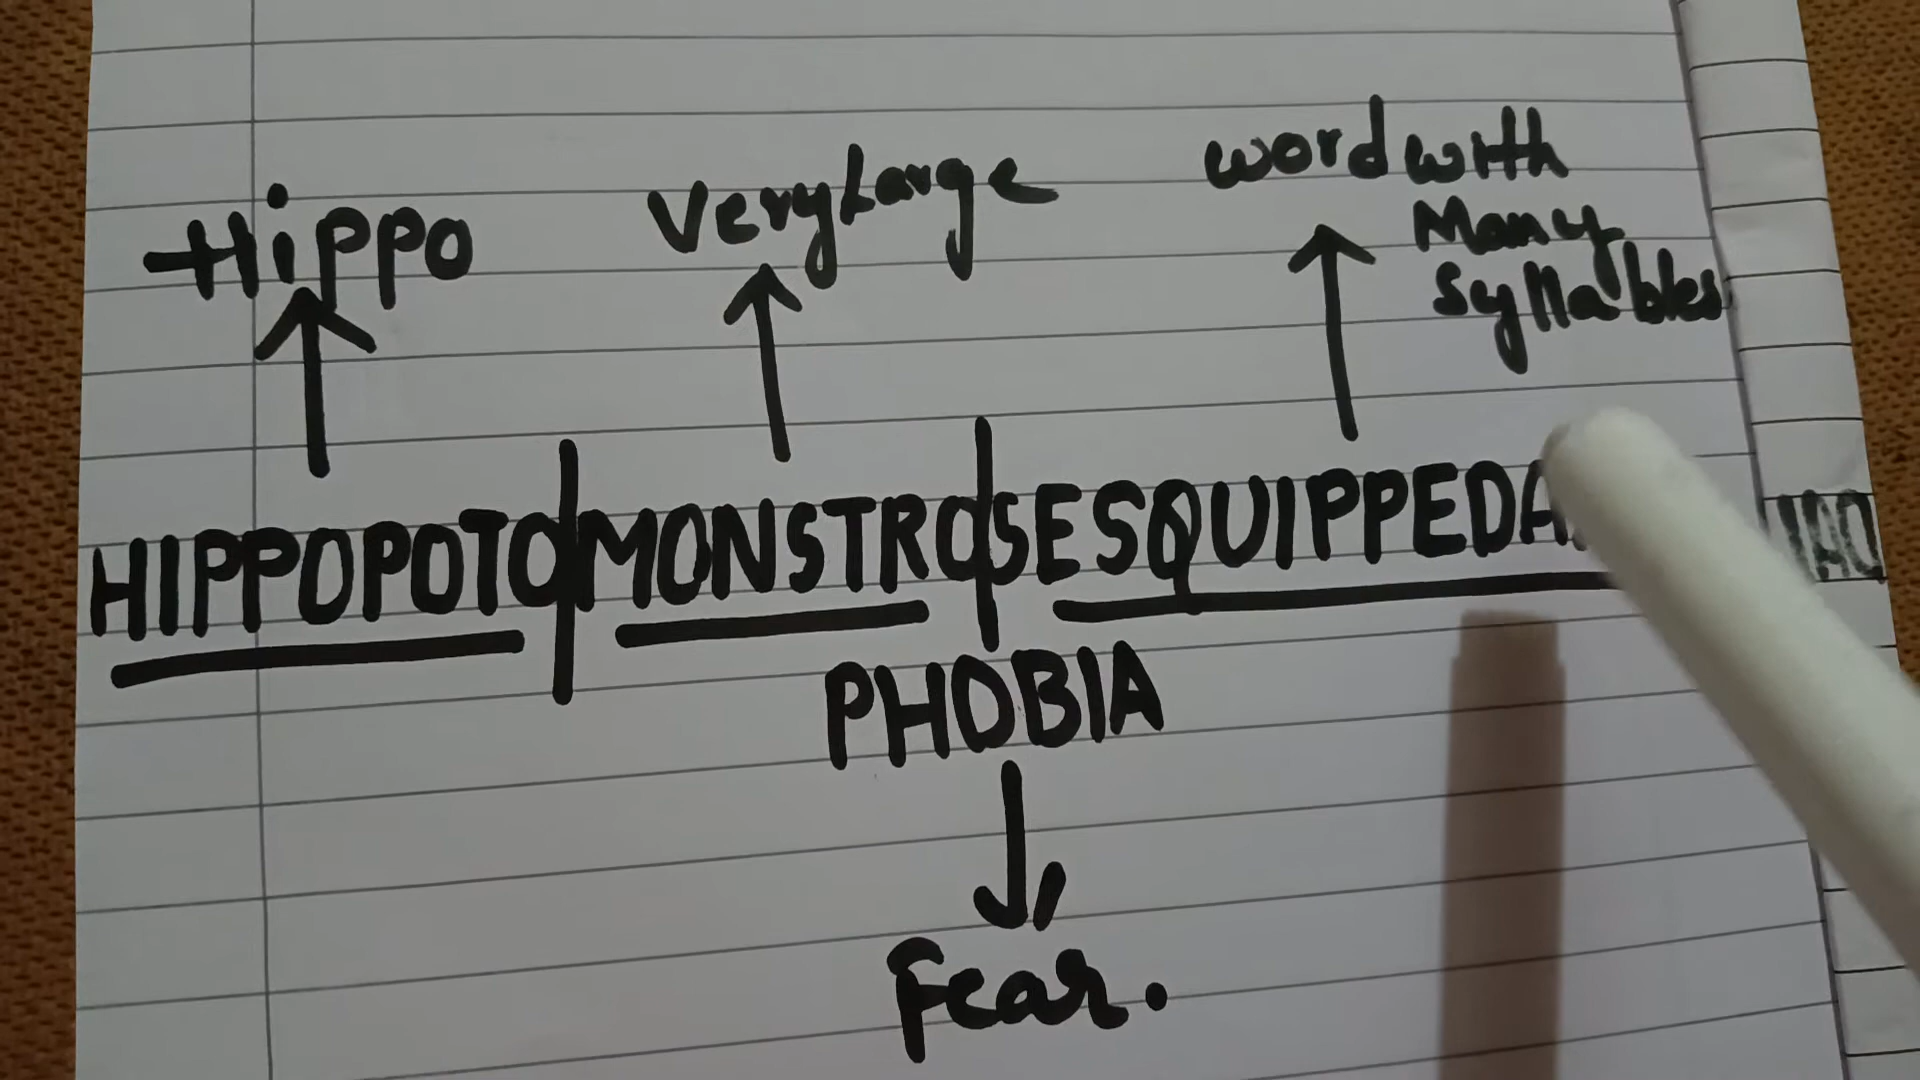 Hippo
Very Large
word with
Many
Syllables
HIPPOPOTOMONSTROSESQUIPPEDA
PHOBIA
Fear.